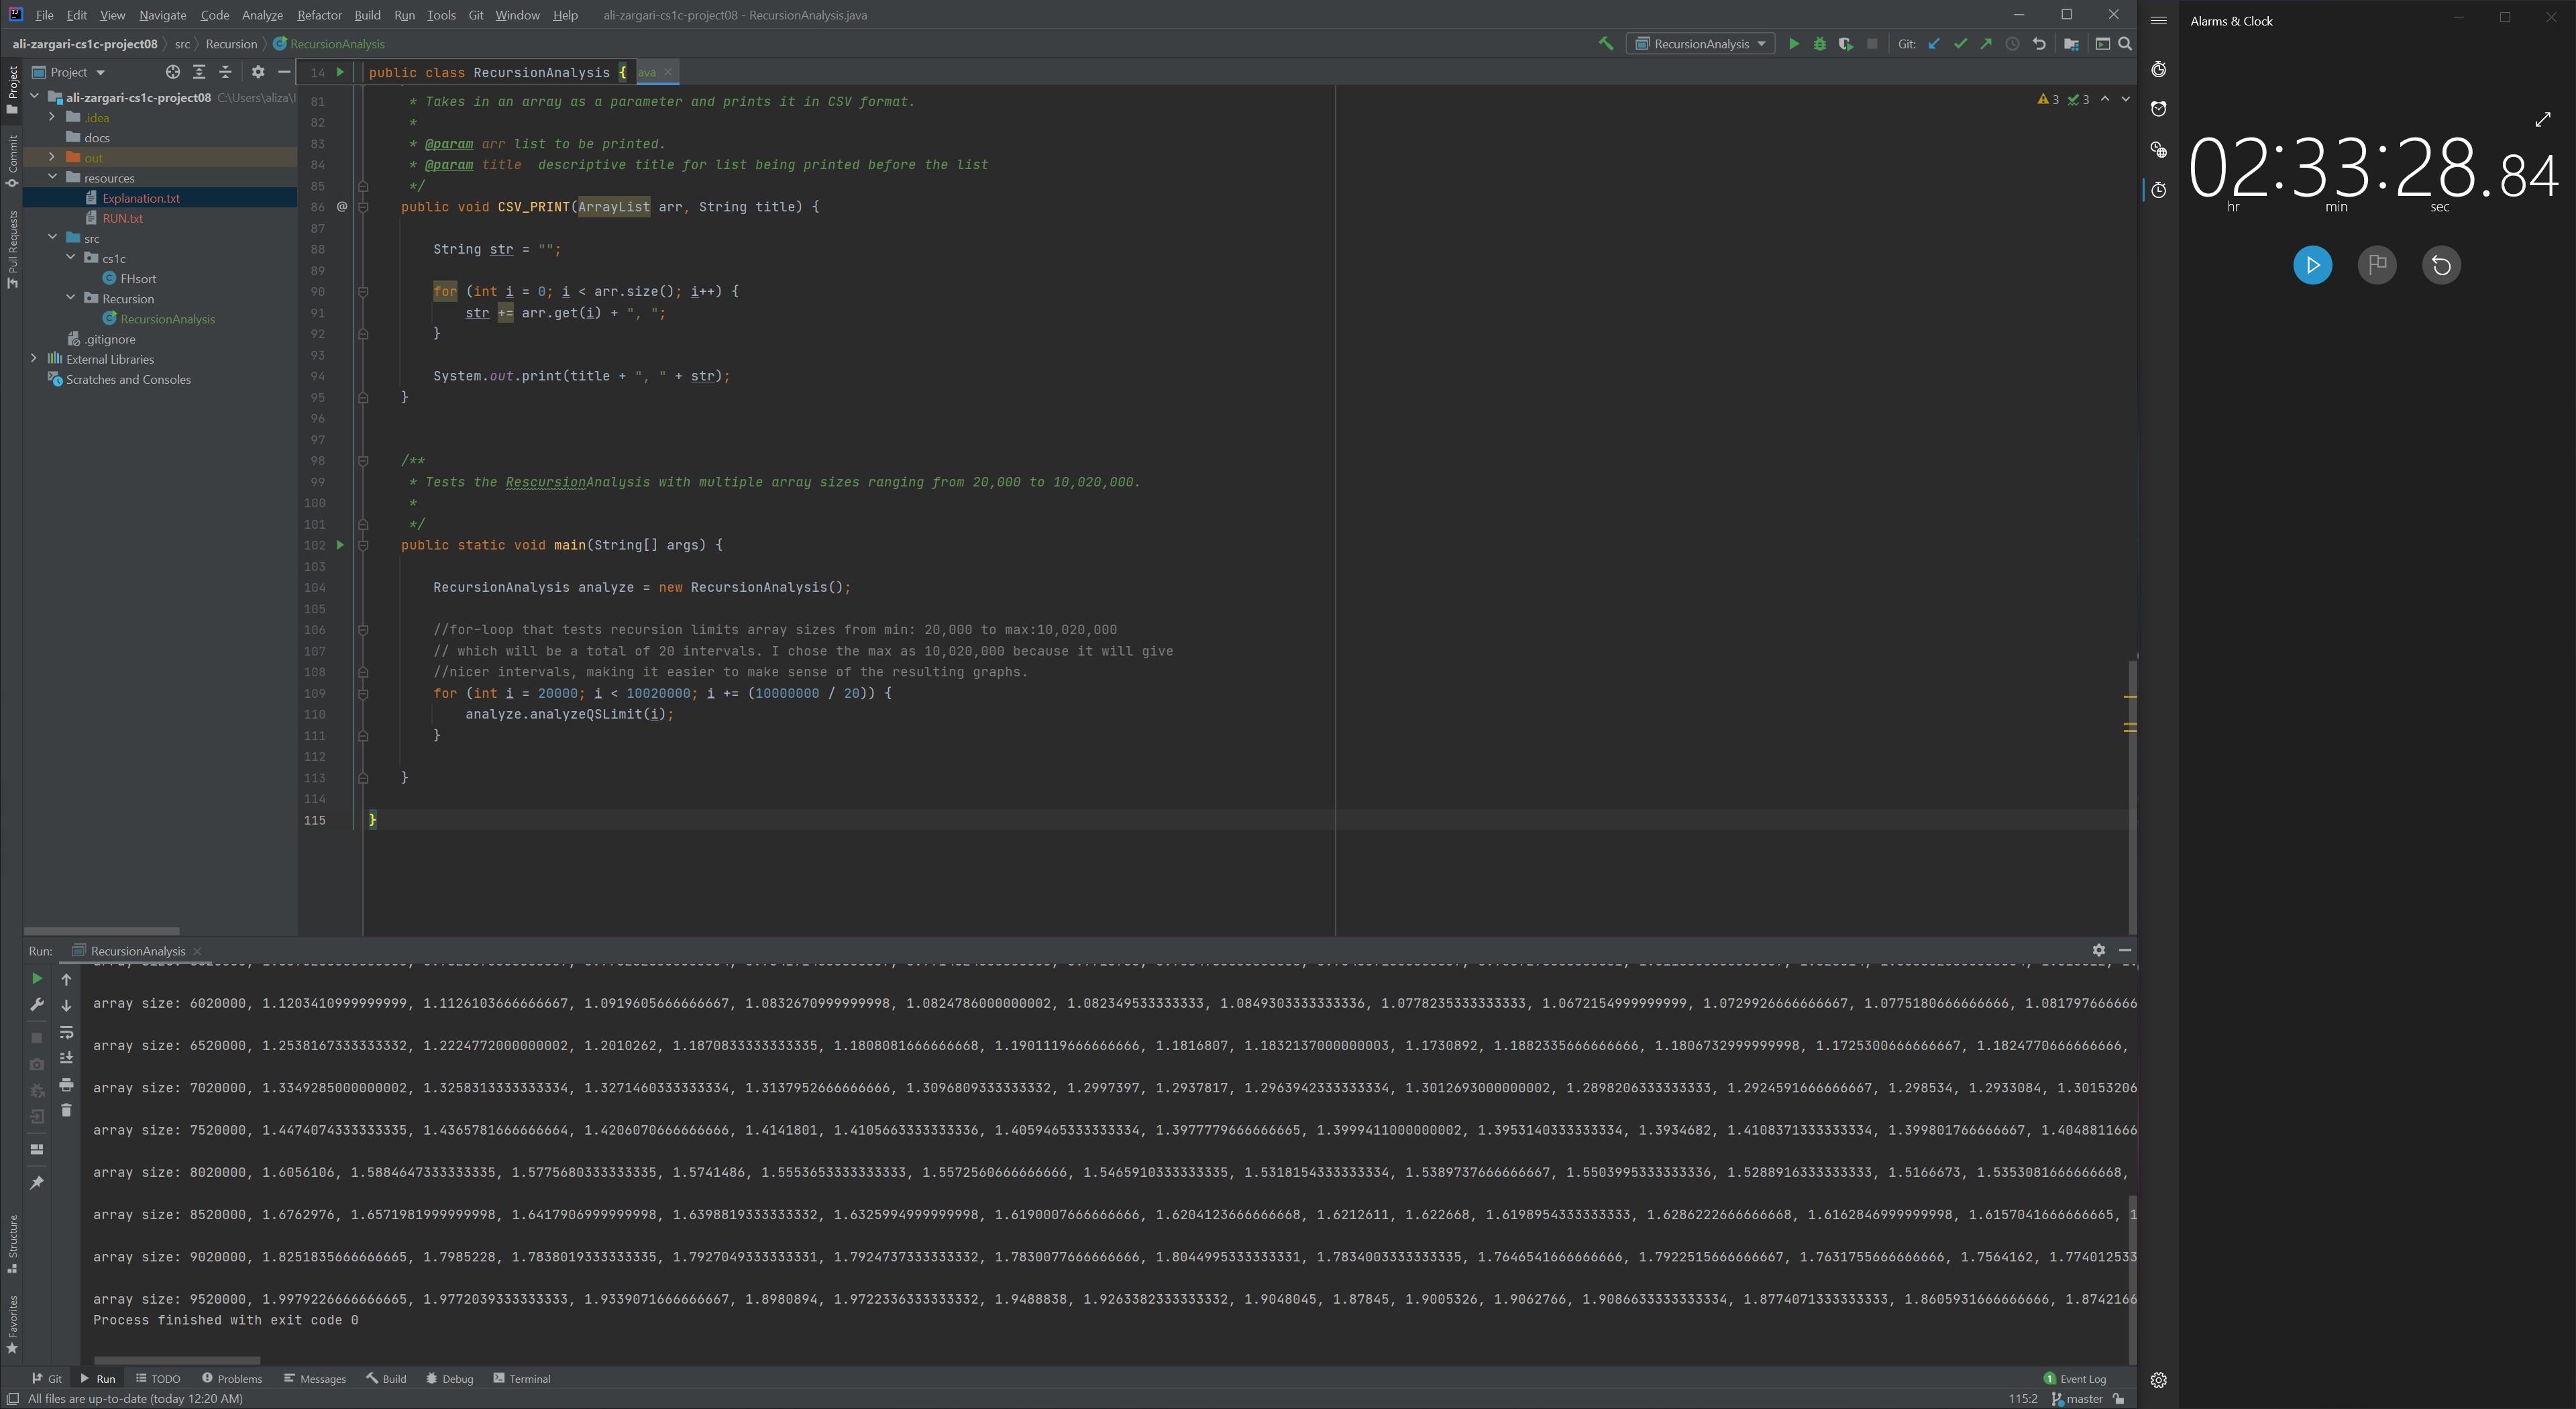 File Edit View Navigate Code Analyze Refactor Build Run Tools Git Window Help ali-zargari-cs1c-project08 - RecursionAnalysis.java
ali-zargari-cs1c-project08 src Recursion RecursionAnalysis
RecursionAnalysis Git:
Project
Commit
Pull Requests
Structure
Favorites
Project
ali-zargari-cs1c-project08 C:\Users\aliza\I
.idea
docs
out
resources
Explanation.txt
RUN.txt
src
cs1c
FHsort
Recursion
RecursionAnalysis
.gitignore
External Libraries
Scratches and Consoles
14 public class RecursionAnalysis { ava
3 3
81 * Takes in an array as a parameter and prints it in CSV format.
82 *
83 * @param arr list to be printed.
84 * @param title  descriptive title for list being printed before the list
85 */
86 @ public void CSV_PRINT(ArrayList arr, String title) {
87
88 String str = "";
89
90 for (int i = 0; i < arr.size(); i++) {
91 str += arr.get(i) + ", ";
92 }
93
94 System.out.print(title + ", " + str);
95 }
96
97
98 /**
99 * Tests the RescursionAnalysis with multiple array sizes ranging from 20,000 to 10,020,000.
100 *
101 */
102 public static void main(String[] args) {
103
104 RecursionAnalysis analyze = new RecursionAnalysis();
105
106 //for-loop that tests recursion limits array sizes from min: 20,000 to max:10,020,000
107 // which will be a total of 20 intervals. I chose the max as 10,020,000 because it will give
108 //nicer intervals, making it easier to make sense of the resulting graphs.
109 for (int i = 20000; i < 10020000; i += (10000000 / 20)) {
110 analyze.analyzeQSLimit(i);
111 }
112
113 }
114
115 }
Run: RecursionAnalysis
array size: 6020000, 1.1203410999999999, 1.1126103666666667, 1.0919605666666667, 1.0832670999999998, 1.0824786000000002, 1.082349533333333, 1.0849303333333336, 1.0778235333333333, 1.0672154999999999, 1.0729926666666667, 1.0775180666666666, 1.081797666666
array size: 6520000, 1.2538167333333332, 1.2224772000000002, 1.2010262, 1.1870833333333335, 1.1808081666666668, 1.1901119666666666, 1.1816807, 1.1832137000000003, 1.1730892, 1.1882335666666666, 1.1806732999999998, 1.1725300666666667, 1.1824770666666666,
array size: 7020000, 1.3349285000000002, 1.3258313333333334, 1.3271460333333334, 1.3137952666666666, 1.3096809333333332, 1.2997397, 1.2937817, 1.2963942333333334, 1.3012693000000002, 1.2898206333333333, 1.2924591666666667, 1.298534, 1.2933084, 1.30153206
array size: 7520000, 1.4474074333333335, 1.4365781666666664, 1.4206070666666666, 1.4141801, 1.4105663333333336, 1.4059465333333334, 1.3977779666666665, 1.3999411000000002, 1.3953140333333334, 1.3934682, 1.4108371333333334, 1.399801766666667, 1.4048811666
array size: 8020000, 1.6056106, 1.5884647333333335, 1.5775680333333335, 1.5741486, 1.5553653333333333, 1.5572560666666666, 1.5465910333333335, 1.5318154333333334, 1.5389737666666667, 1.5503995333333336, 1.5288916333333333, 1.5166673, 1.5353081666666668,
array size: 8520000, 1.6762976, 1.6571981999999998, 1.6417906999999998, 1.6398819333333332, 1.6325994999999998, 1.6190007666666666, 1.6204123666666668, 1.6212611, 1.622668, 1.6198954333333333, 1.6286222666666668, 1.6162846999999998, 1.6157041666666665, 1
array size: 9020000, 1.8251835666666665, 1.7985228, 1.7838019333333335, 1.7927049333333331, 1.7924737333333332, 1.7830077666666666, 1.8044995333333331, 1.7834003333333335, 1.7646541666666666, 1.7922515666666667, 1.7631755666666666, 1.7564162, 1.774012533
array size: 9520000, 1.9979226666666665, 1.9772039333333333, 1.9339071666666667, 1.8980894, 1.9722336333333332, 1.9488838, 1.9263382333333332, 1.9048045, 1.87845, 1.9005326, 1.9062766, 1.9086633333333334, 1.8774071333333333, 1.8605931666666666, 1.8742166
Process finished with exit code 0
Git Run TODO Problems Messages Build Debug Terminal 1 Event Log
All files are up-to-date (today 12:20 AM) 115:2 master
Alarms & Clock
02:33:28.84
hr min sec